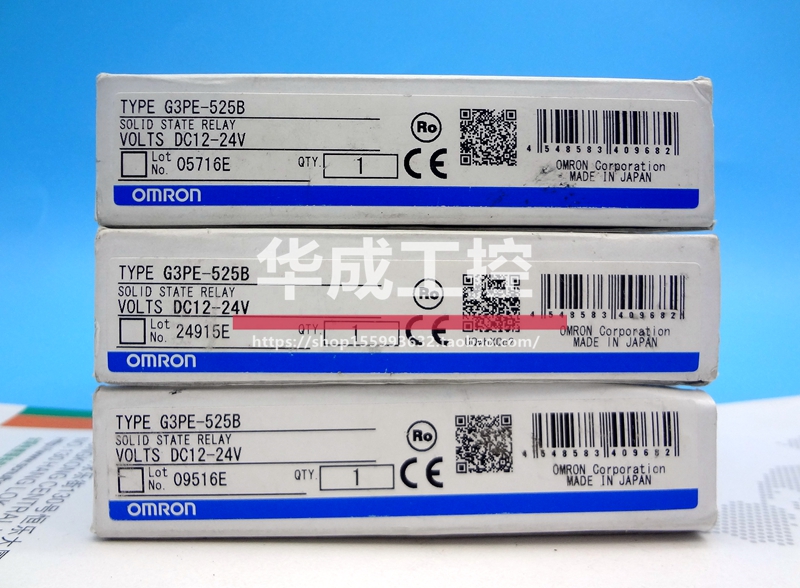 TYPE G3PE-525B
SOLID STATE RELAY
VOLTS DC12-24V
Lot No. 05716E
QTY. 1
Ro
CE
4 548583 409682
OMRON Corporation
MADE IN JAPAN
OMRON
华成工控
TYPE G3PE-525B
SOLID STATE RELAY
VOLTS DC12-24V
Lot No. 24915E
QTY. 1
Ro
CE
4 548583 409682
OMRON Corporation
MADE IN JAPAN
https://shop155993632.taobao.com/
OMRON
TYPE G3PE-525B
SOLID STATE RELAY
VOLTS DC12-24V
Lot No. 09516E
QTY. 1
Ro
CE
4 548583 409682
OMRON Corporation
MADE IN JAPAN
OMRON